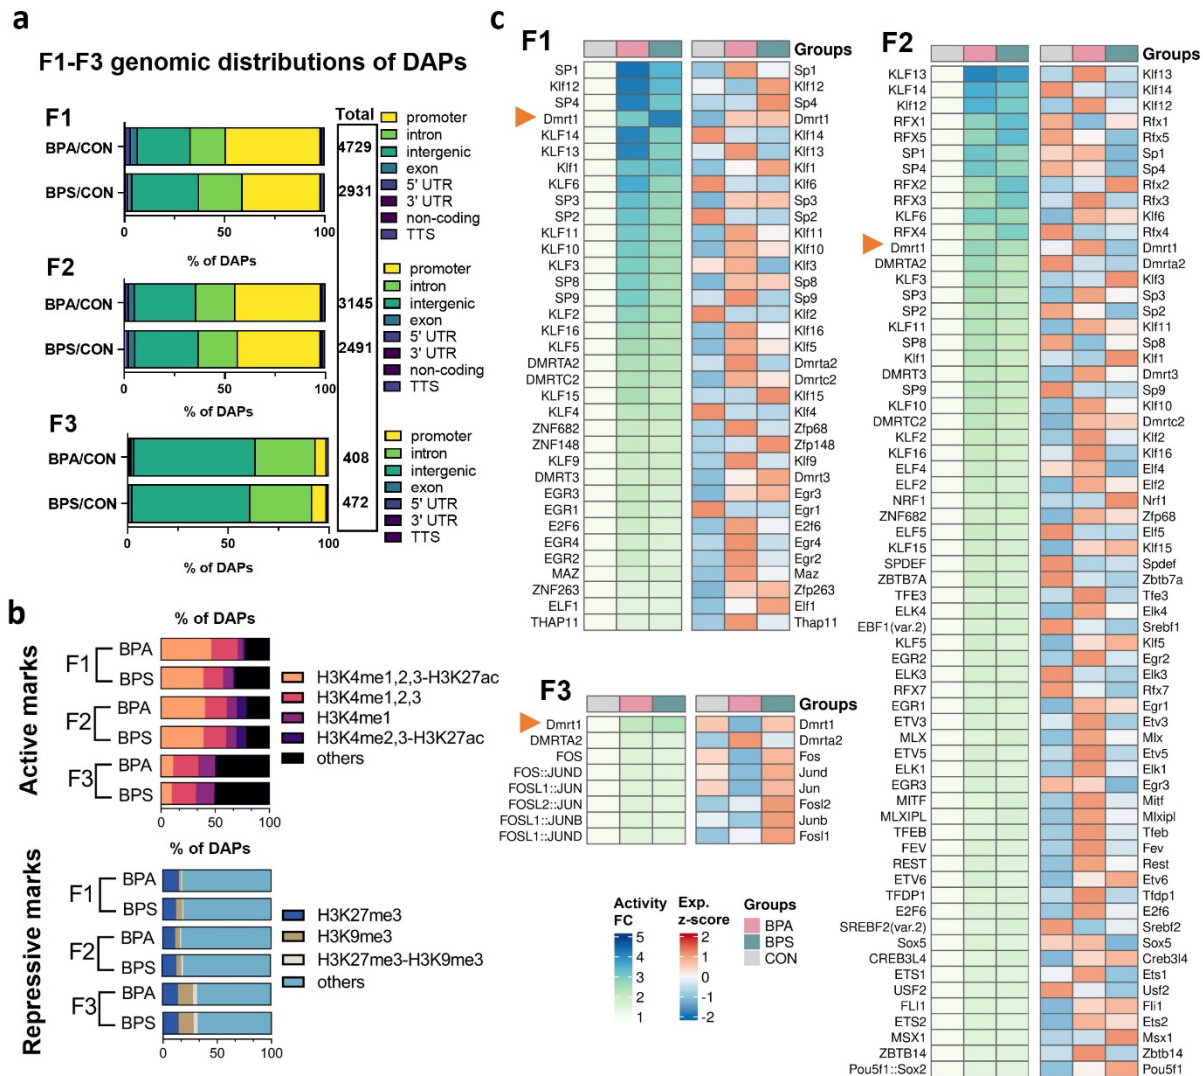 a
F1-F3 genomic distributions of DAPs
F1
BPA/CON
BPS/CON
0
50
100
% of DAPs
Total
4729
2931
promoter
intron
intergenic
exon
5' UTR
3' UTR
non-coding
TTS
F2
BPA/CON
BPS/CON
0
50
100
% of DAPs
3145
2491
promoter
intron
intergenic
exon
5' UTR
3' UTR
non-coding
TTS
F3
BPA/CON
BPS/CON
0
50
100
% of DAPs
408
472
promoter
intron
intergenic
exon
5' UTR
3' UTR
TTS
b
% of DAPs
Active marks
F1
BPA
BPS
F2
BPA
BPS
F3
BPA
BPS
0
50
100
H3K4me1,2,3-H3K27ac
H3K4me1,2,3
H3K4me1
H3K4me2,3-H3K27ac
others
% of DAPs
Repressive marks
F1
BPA
BPS
F2
BPA
BPS
F3
BPA
BPS
0
50
100
H3K27me3
H3K9me3
H3K27me3-H3K9me3
others
c
F1
Groups
SP1 Sp1
Klf12 Klf12
SP4 Sp4
Dmrt1 Dmrt1
KLF14 Klf14
KLF13 Klf13
Klf1 Klf1
KLF6 Klf6
SP3 Sp3
SP2 Sp2
KLF11 Klf11
KLF10 Klf10
KLF3 Klf3
SP8 Sp8
SP9 Sp9
KLF2 Klf2
KLF16 Klf16
KLF5 Klf5
DMRTA2 Dmrta2
DMRTC2 Dmrtc2
KLF15 Klf15
KLF4 Klf4
ZNF682 Zfp68
ZNF148 Zfp148
KLF9 Klf9
DMRT3 Dmrt3
EGR3 Egr3
EGR1 Egr1
E2F6 E2f6
EGR4 Egr4
EGR2 Egr2
MAZ Maz
ZNF263 Zfp263
ELF1 Elf1
THAP11 Thap11
F2
Groups
KLF13 Klf13
KLF14 Klf14
Klf12 Klf12
RFX1 Rfx1
RFX5 Rfx5
SP1 Sp1
SP4 Sp4
RFX2 Rfx2
RFX3 Rfx3
KLF6 Klf6
RFX4 Rfx4
Dmrt1 Dmrt1
DMRTA2 Dmrta2
KLF3 Klf3
SP3 Sp3
SP2 Sp2
KLF11 Klf11
SP8 Sp8
Klf1 Klf1
DMRT3 Dmrt3
SP9 Sp9
KLF10 Klf10
DMRTC2 Dmrtc2
KLF2 Klf2
KLF16 Klf16
ELF4 Elf4
ELF2 Elf2
NRF1 Nrf1
ZNF682 Zfp68
ELF5 Elf5
KLF15 Klf15
SPDEF Spdef
ZBTB7A Zbtb7a
TFE3 Tfe3
ELK4 Elk4
EBF1(var.2) Srebf1
KLF5 Klf5
EGR2 Egr2
ELK3 Elk3
RFX7 Rfx7
EGR1 Egr1
ETV3 Etv3
MLX Mlx
ETV5 Etv5
ELK1 Elk1
EGR3 Egr3
MITF Mitf
MLXIPL Mlxipl
TFEB Tfeb
FEV Fev
REST Rest
ETV6 Etv6
TFDP1 Tfdp1
E2F6 E2f6
SREBF2(var.2) Srebf2
Sox5 Sox5
CREB3L4 Creb3l4
ETS1 Ets1
USF2 Usf2
FLI1 Fli1
ETS2 Ets2
MSX1 Msx1
ZBTB14 Zbtb14
Pou5f1::Sox2 Pou5f1
F3
Groups
Dmrt1 Dmrt1
DMRTA2 Dmrta2
FOS Fos
FOS::JUND Jund
FOSL1::JUN Jun
FOSL2::JUN Fosl2
FOSL1::JUNB Junb
FOSL1::JUND Fosl1
Activity
FC
5
4
3
2
1
Exp.
z-score
2
1
0
-1
-2
Groups
BPA
BPS
CON